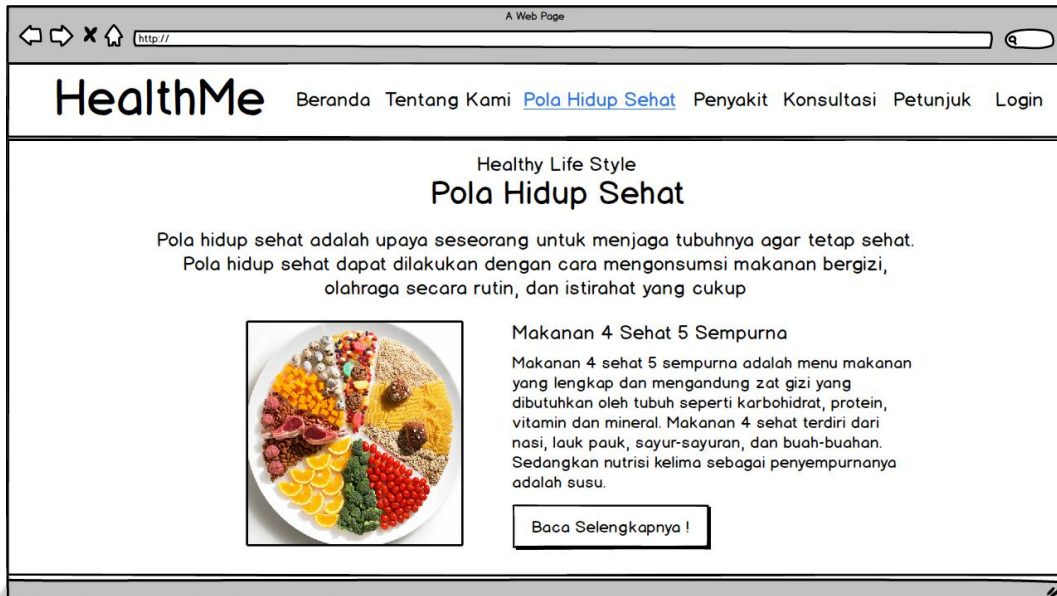 A Web Page
http://
HealthMe Beranda Tentang Kami Pola Hidup Sehat Penyakit Konsultasi Petunjuk Login
Healthy Life Style
Pola Hidup Sehat
Pola hidup sehat adalah upaya seseorang untuk menjaga tubuhnya agar tetap sehat.
Pola hidup sehat dapat dilakukan dengan cara mengonsumsi makanan bergizi,
olahraga secara rutin, dan istirahat yang cukup
Makanan 4 Sehat 5 Sempurna
Makanan 4 sehat 5 sempurna adalah menu makanan
yang lengkap dan mengandung zat gizi yang
dibutuhkan oleh tubuh seperti karbohidrat, protein,
vitamin dan mineral. Makanan 4 sehat terdiri dari
nasi, lauk pauk, sayur-sayuran, dan buah-buahan.
Sedangkan nutrisi kelima sebagai penyempurnanya
adalah susu.
Baca Selengkapnya !